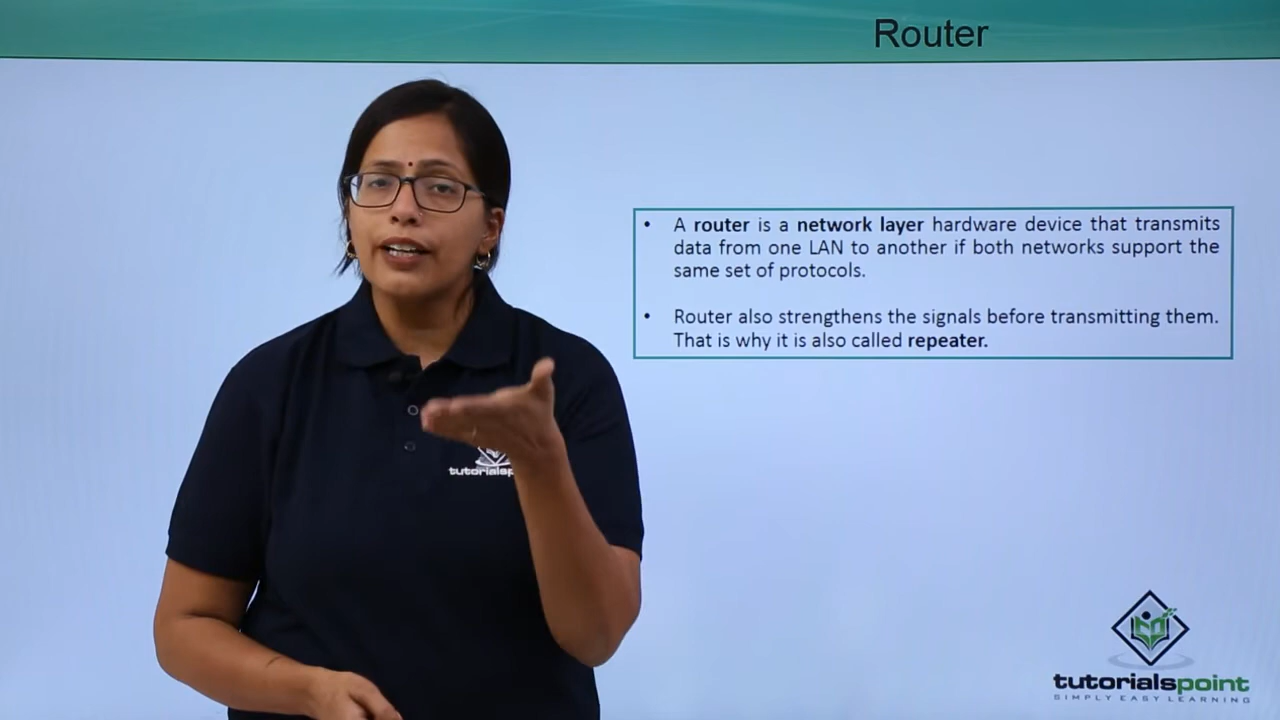 Router
• A router is a network layer hardware device that transmits
data from one LAN to another if both networks support the
same set of protocols.
• Router also strengthens the signals before transmitting them.
That is why it is also called repeater.
tutorialsp
tutorialspoint
SIMPLY EASY LEARNING